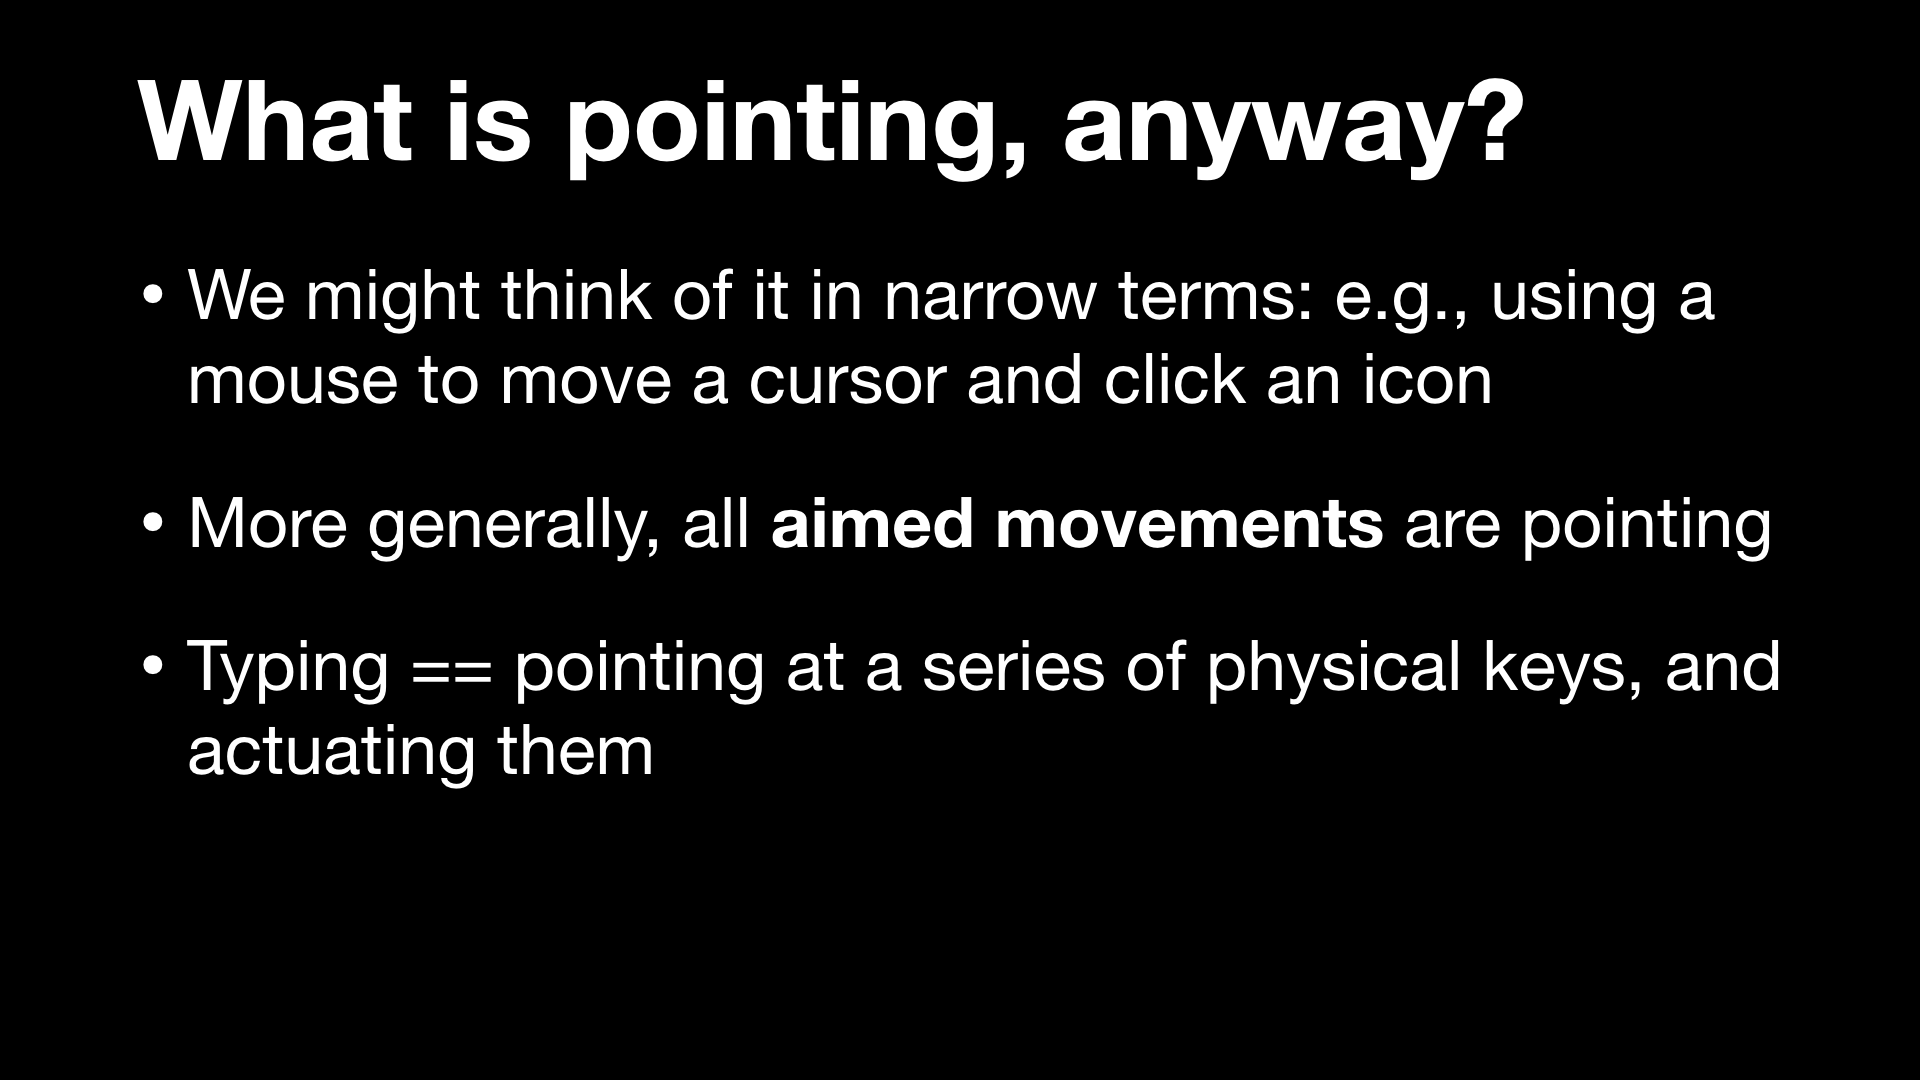 What is pointing, anyway?
• We might think of it in narrow terms: e.g., using a
mouse to move a cursor and click an icon
• More generally, all aimed movements are pointing
• Typing == pointing at a series of physical keys, and
actuating them